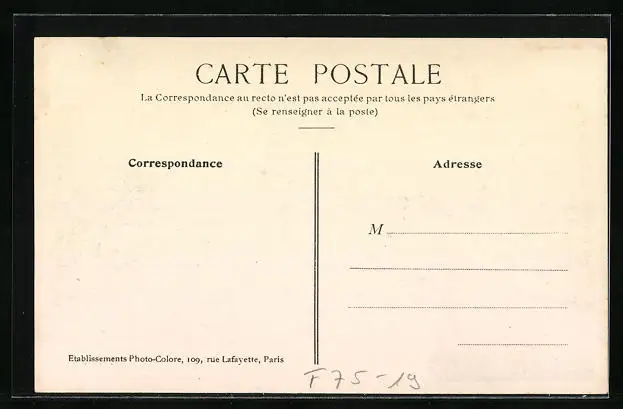 CARTE POSTALE
La Correspondance au recto n'est pas acceptée par tous les pays étrangers
(Se renseigner à la poste)
Correspondance
Adresse
M
Etablissements Photo-Colore, 109, rue Lafayette, Paris
F 75-19